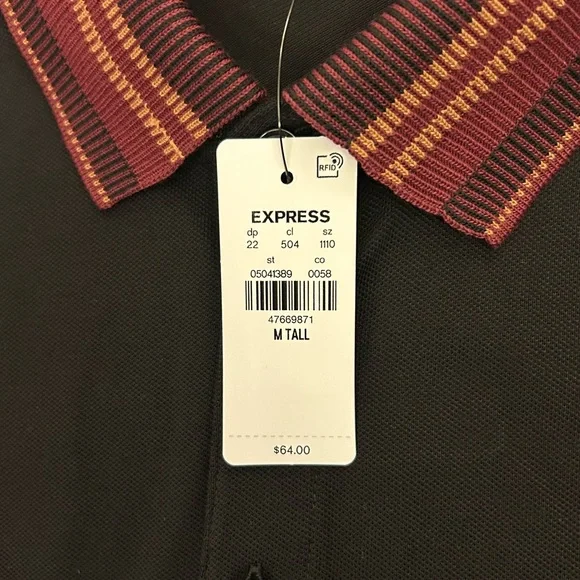 RFID
EXPRESS
dp cl sz
22 504 1110
st co
05041389 0058
47669871
M TALL
$64.00